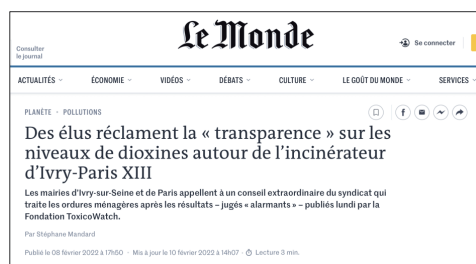 Consulter
le journal
Le Monde
Se connecter
ACTUALITÉS ÉCONOMIE VIDÉOS DÉBATS CULTURE LE GOÛT DU MONDE SERVICES
PLANÈTE • POLLUTIONS
Des élus réclament la « transparence » sur les
niveaux de dioxines autour de l’incinérateur
d’Ivry-Paris XIII
Les mairies d’Ivry-sur-Seine et de Paris appellent à un conseil extraordinaire du syndicat qui
traite les ordures ménagères après les résultats – jugés « alarmants » – publiés lundi par la
Fondation ToxicoWatch.
Par Stéphane Mandard
Publié le 08 février 2022 à 17h50 · Mis à jour le 10 février 2022 à 14h07 · Lecture 3 min.